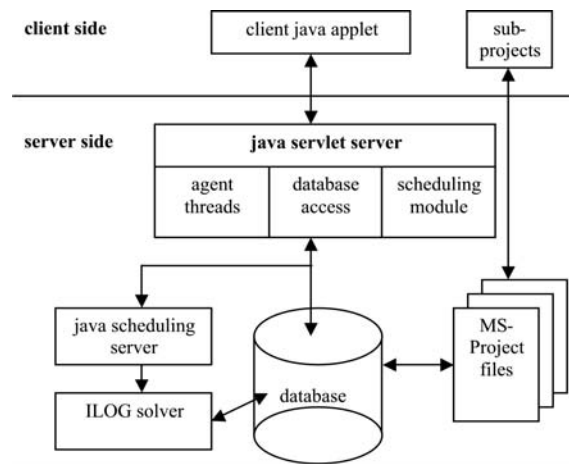 client side
client java applet
sub-
projects
server side
java servlet server
agent
threads
database
access
scheduling
module
java scheduling
server
MS-
Project
files
ILOG solver
database